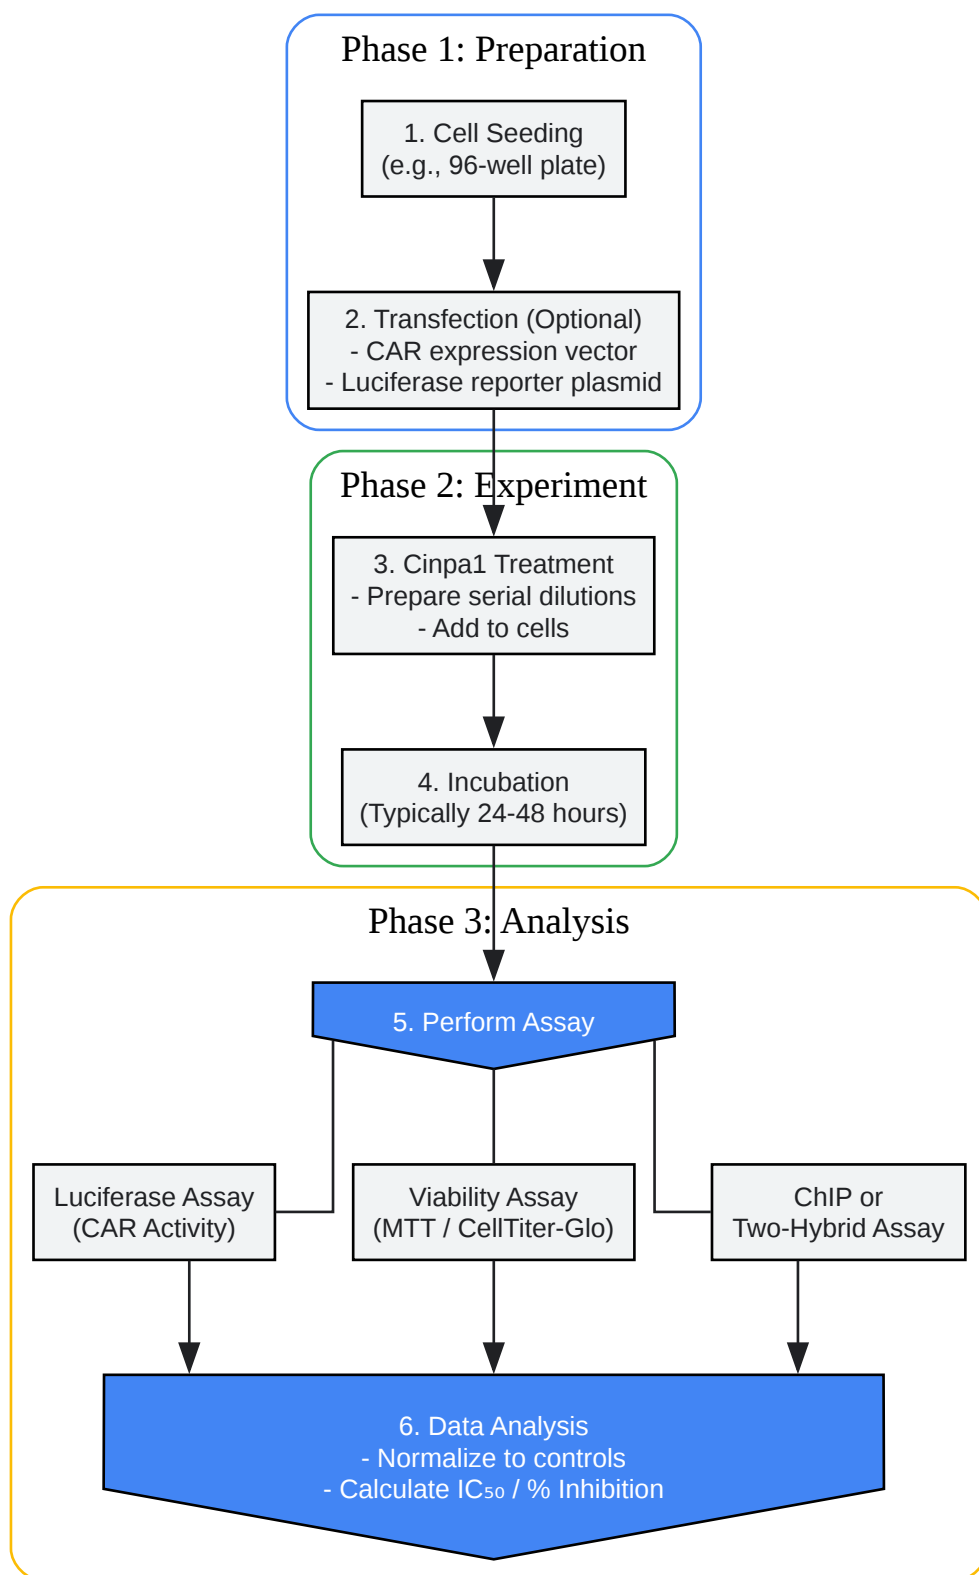 Phase 1: Preparation
1. Cell Seeding
(e.g., 96-well plate)
2. Transfection (Optional)
- CAR expression vector
- Luciferase reporter plasmid
Phase 2: Experiment
3. Cinpa1 Treatment
- Prepare serial dilutions
- Add to cells
4. Incubation
(Typically 24-48 hours)
Phase 3: Analysis
5. Perform Assay
Luciferase Assay
(CAR Activity)
Viability Assay
(MTT / CellTiter-Glo)
ChIP or
Two-Hybrid Assay
6. Data Analysis
- Normalize to controls
- Calculate IC₅₀ / % Inhibition